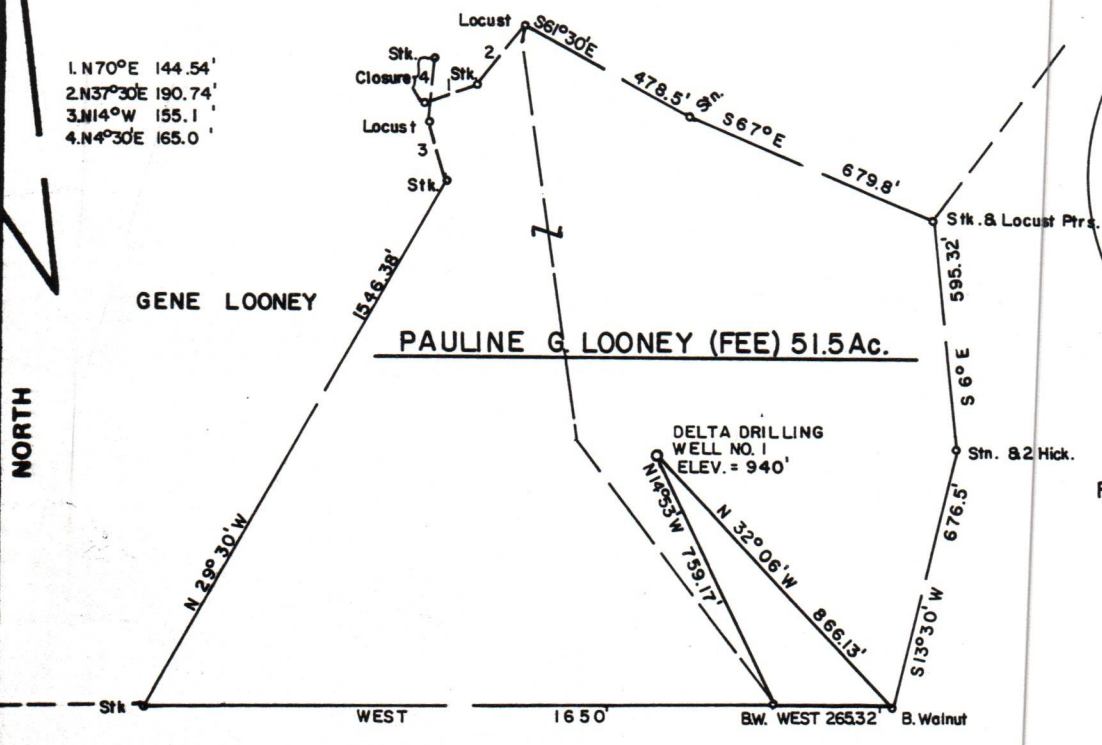 Locust
S61°30'E
1. N70°E 144.54'
2.N37°30'E 190.74'
3.N14°W 155.1 '
4.N4°30'E 165.0 '
Stk.
2
Closure 4
1
Stk.
478.5'
S67°E
Locust
3
Stk.
679.8'
Stk. & Locust Ptrs.
595.32'
1546.38'
GENE LOONEY
PAULINE G. LOONEY (FEE) 51.5 Ac.
S 6° E
NORTH
DELTA DRILLING
WELL NO. 1
ELEV. = 940'
Stn. & 2 Hick.
N14°53'W 759.17'
N 32°06'W 866.13'
676.5'
N 29° 30' W
S13°30' W
Stk
WEST 1650'
B.W. WEST 265.32'
B. Walnut